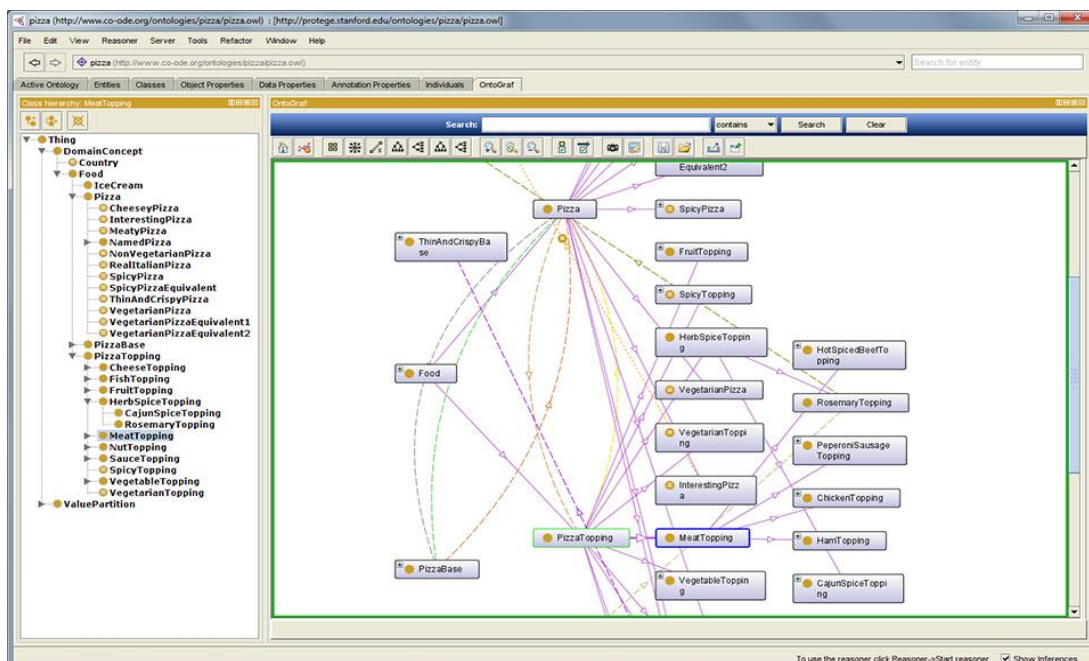 pizza (http://www.co-ode.org/ontologies/pizza/pizza.owl) : [http://protege.stanford.edu/ontologies/pizza/pizza.owl]
File Edit View Reasoner Server Tools Refactor Window Help
pizza (http://www.co-ode.org/ontologies/pizza/pizza.owl)
Search for entity
Active Ontology Entities Classes Object Properties Data Properties Annotation Properties Individuals OntoGraf
Class hierarchy: MeatTopping
Thing
DomainConcept
Country
Food
IceCream
Pizza
CheeseyPizza
InterestingPizza
MeatyPizza
NamedPizza
NonVegetarianPizza
RealItalianPizza
SpicyPizza
SpicyPizzaEquivalent
ThinAndCrispyPizza
VegetarianPizza
VegetarianPizzaEquivalent1
VegetarianPizzaEquivalent2
PizzaBase
PizzaTopping
CheeseTopping
FishTopping
FruitTopping
HerbSpiceTopping
CajunSpiceTopping
RosemaryTopping
MeatTopping
NutTopping
SauceTopping
SpicyTopping
VegetableTopping
VegetarianTopping
ValuePartition
OntoGraf
Search: contains Search Clear
Equivalent2
Pizza
SpicyPizza
ThinAndCrispyBa
se
FruitTopping
SpicyTopping
HerbSpiceToppin
g
HotSpicedBeefTo
pping
Food
VegetarianPizza
RosemaryTopping
VegetarianToppi
ng
PeperoniSausage
Topping
InterestingPizz
a
ChickenTopping
PizzaTopping
MeatTopping
HamTopping
PizzaBase
VegetableToppin
g
CajunSpiceToppi
ng
To use the reasoner click Reasoner->Start reasoner Show Inferences